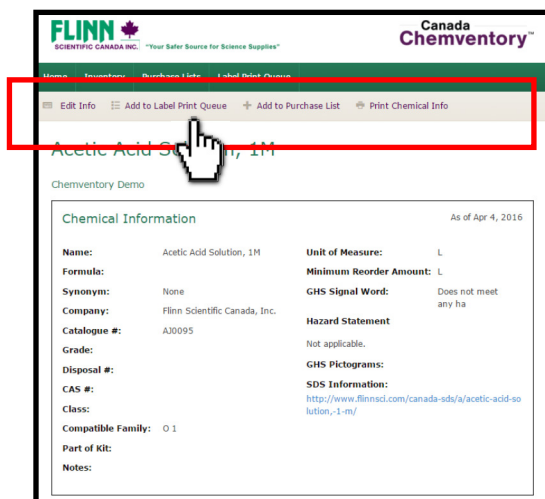 FLINN
SCIENTIFIC CANADA INC.
"Your Safer Source for Science Supplies"
Canada
Chemventory™
Home Inventory Purchase Lists Label Print Queue
Edit Info Add to Label Print Queue Add to Purchase List Print Chemical Info
Acetic Acid Solution, 1M
Chemventory Demo
Chemical Information As of Apr 4, 2016
Name: Acetic Acid Solution, 1M Unit of Measure: L
Formula: Minimum Reorder Amount: L
Synonym: None GHS Signal Word: Does not meet
any ha
Company: Flinn Scientific Canada, Inc.
Hazard Statement
Catalogue #: AJ0095
Not applicable.
Grade:
GHS Pictograms:
Disposal #:
SDS Information:
CAS #:
http://www.flinnsci.com/canada-sds/a/acetic-acid-so
lution,-1-m/
Class:
Compatible Family: O 1
Part of Kit:
Notes: